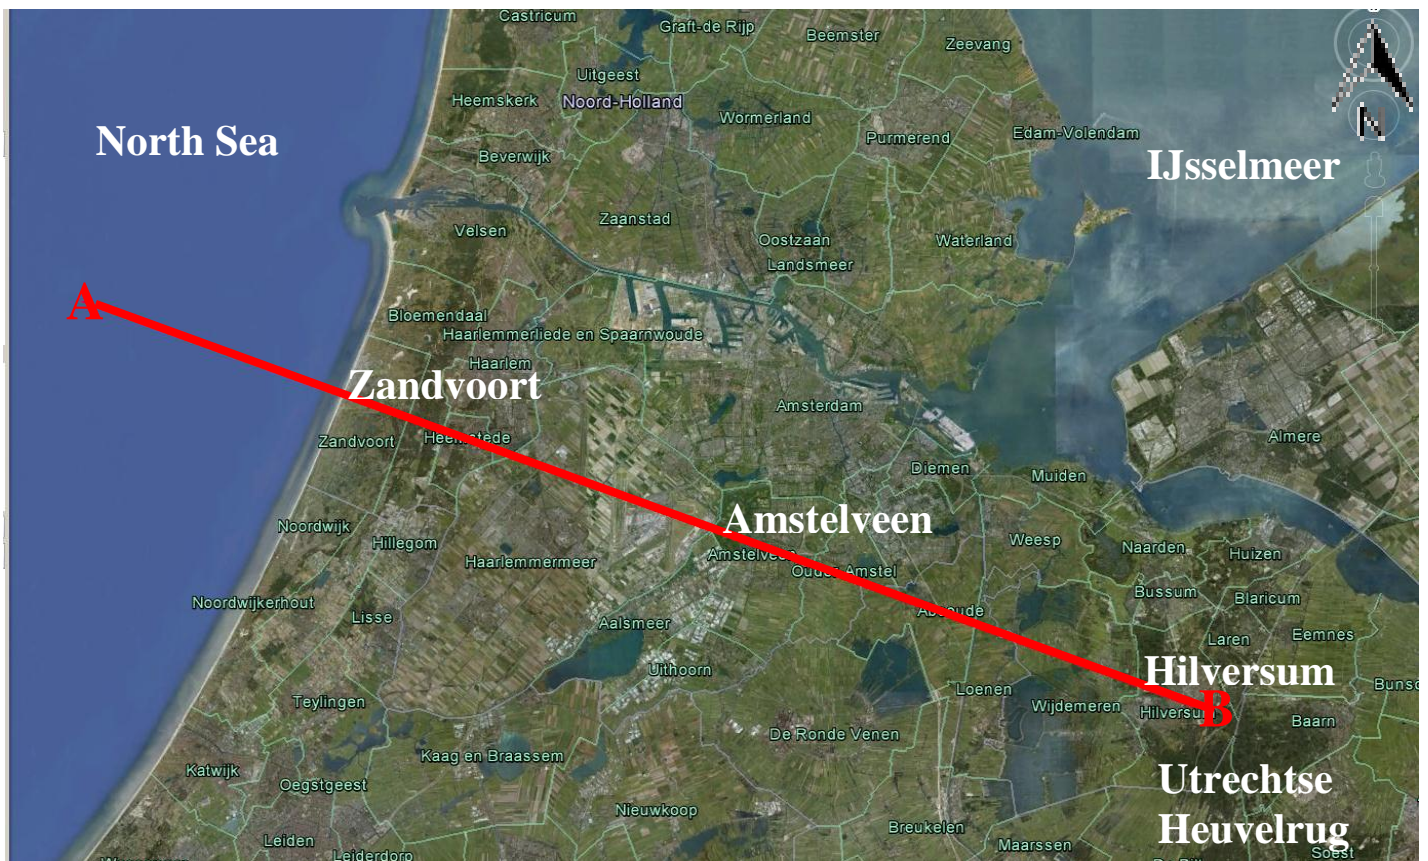 Castricum
Graft-de Rijp
Beemster
Zeevang
Uitgeest
Heemskerk
Noord-Holland
Wormerland
Purmerend
Edam-Volendam
North Sea
Beverwijk
IJsselmeer
N
Velsen
Zaanstad
Oostzaan
Waterland
Landsmeer
A
Bloemendaal
Haarlemmerliede en Spaarnwoude
Haarlem
Zandvoort
Amsterdam
Zandvoort
Heemstede
Almere
Diemen
Muiden
Noordwijk
Amstelveen
Hillegom
Weesp
Naarden
Huizen
Haarlemmermeer
Amstelveen
Ouder-Amstel
Bussum
Blaricum
Noordwijkerhout
Lisse
Abcoude
Aalsmeer
Laren
Eemnes
Uithoorn
Hilversum
Bunsc
Loenen
Teylingen
Wijdemeren
Hilversum
B
Baarn
De Ronde Venen
Kaag en Braassem
Katwijk
Oegstgeest
Utrechtse
Heuvelrug
Nieuwkoop
Breukelen
Leiden
Maarssen
Leiderdorp
Soest